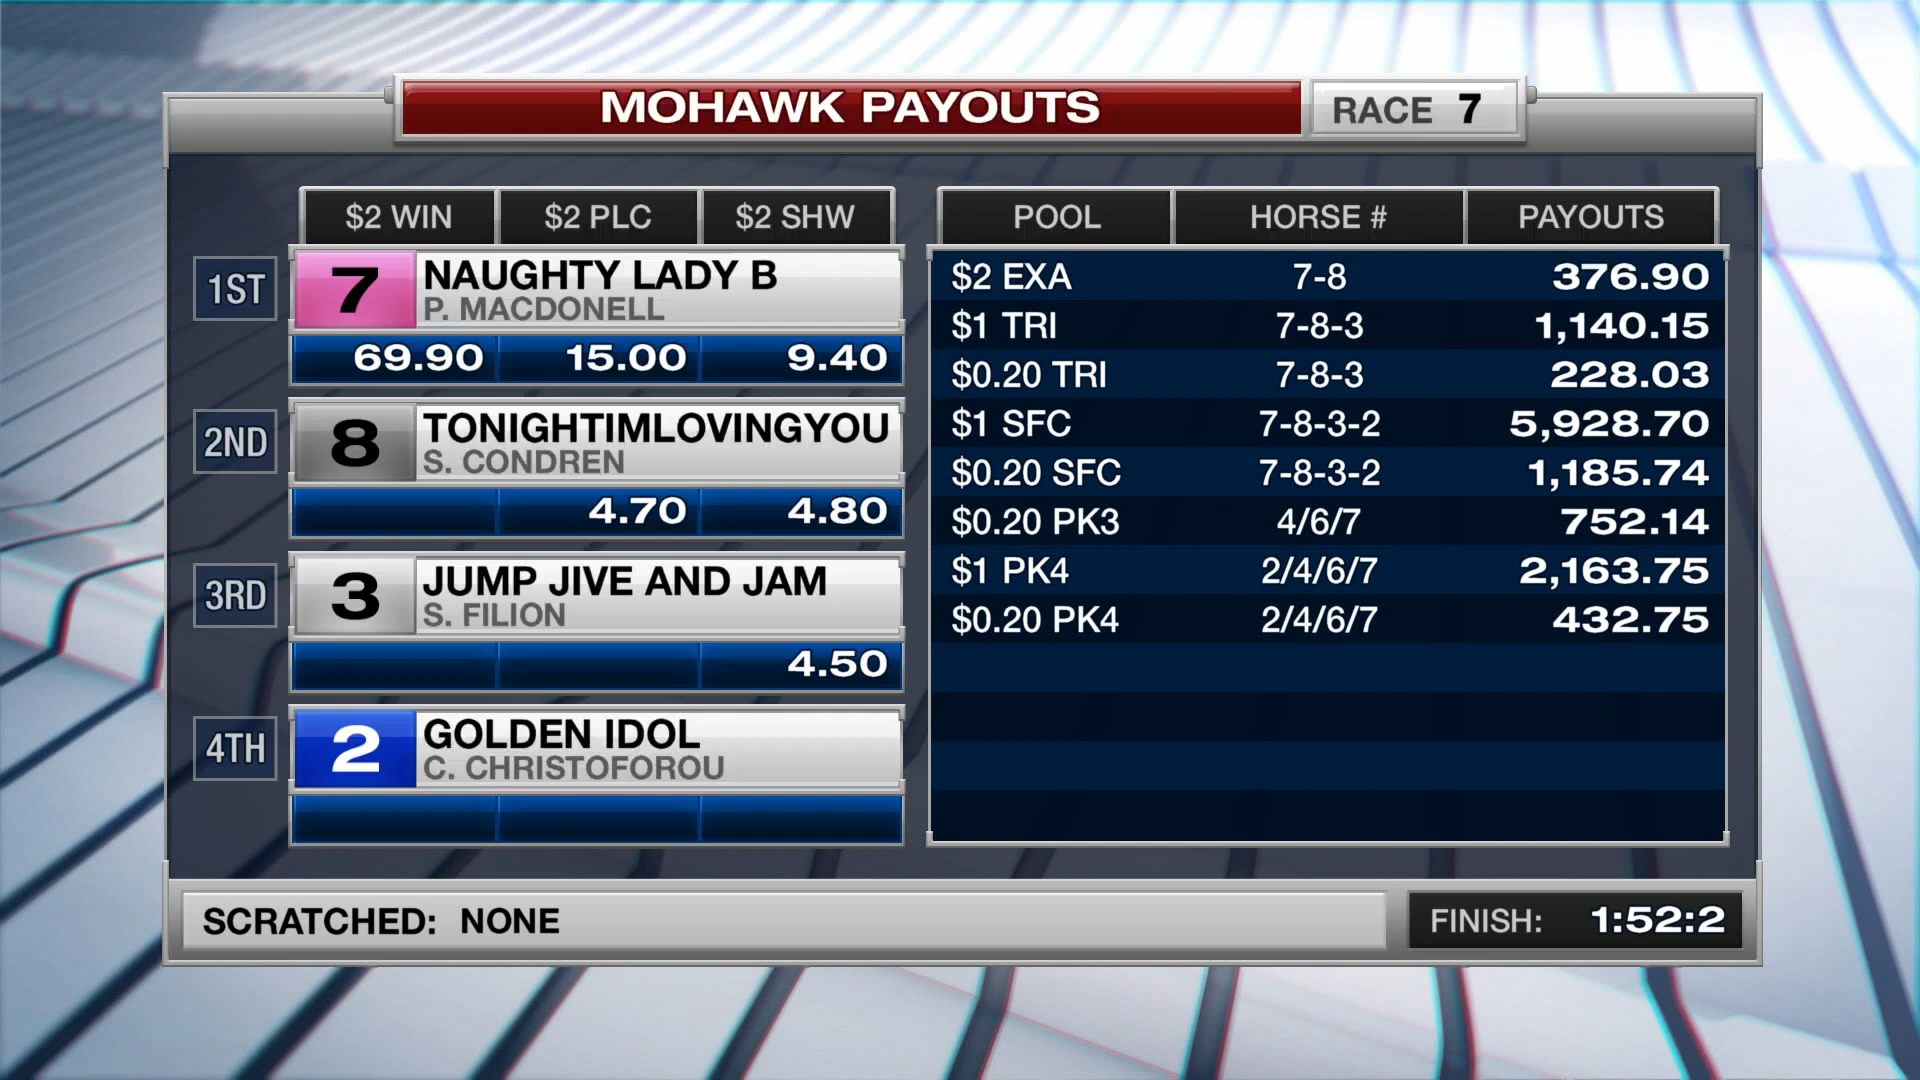 MOHAWK PAYOUTS
RACE 7
$2 WIN $2 PLC $2 SHW
1ST 7 NAUGHTY LADY B
P. MACDONELL
69.90 15.00 9.40
2ND 8 TONIGHTIMLOVINGYOU
S. CONDREN
4.70 4.80
3RD 3 JUMP JIVE AND JAM
S. FILION
4.50
4TH 2 GOLDEN IDOL
C. CHRISTOFOROU
POOL HORSE # PAYOUTS
$2 EXA 7-8 376.90
$1 TRI 7-8-3 1,140.15
$0.20 TRI 7-8-3 228.03
$1 SFC 7-8-3-2 5,928.70
$0.20 SFC 7-8-3-2 1,185.74
$0.20 PK3 4/6/7 752.14
$1 PK4 2/4/6/7 2,163.75
$0.20 PK4 2/4/6/7 432.75
SCRATCHED: NONE
FINISH: 1:52:2